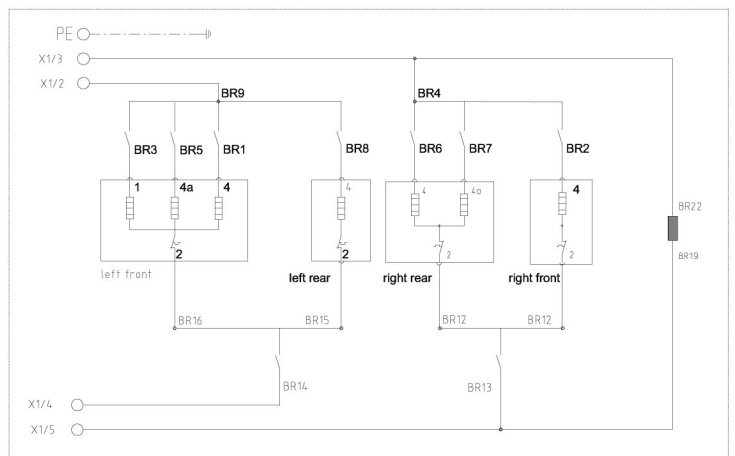 PE
X1/3
X1/2
BR9 BR4
BR3 BR5 BR1 BR8 BR6 BR7 BR2
1 4a 4 4 4 4a 4
BR22
2 2 2 2
BR19
left front left rear right rear right front
BR16 BR15 BR12 BR12
BR14 BR13
X1/4
X1/5